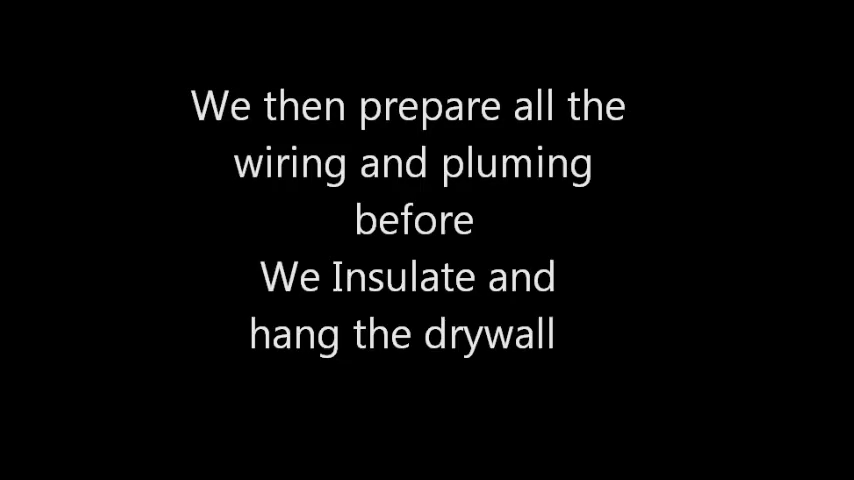 We then prepare all the
wiring and pluming
before
We Insulate and
hang the drywall